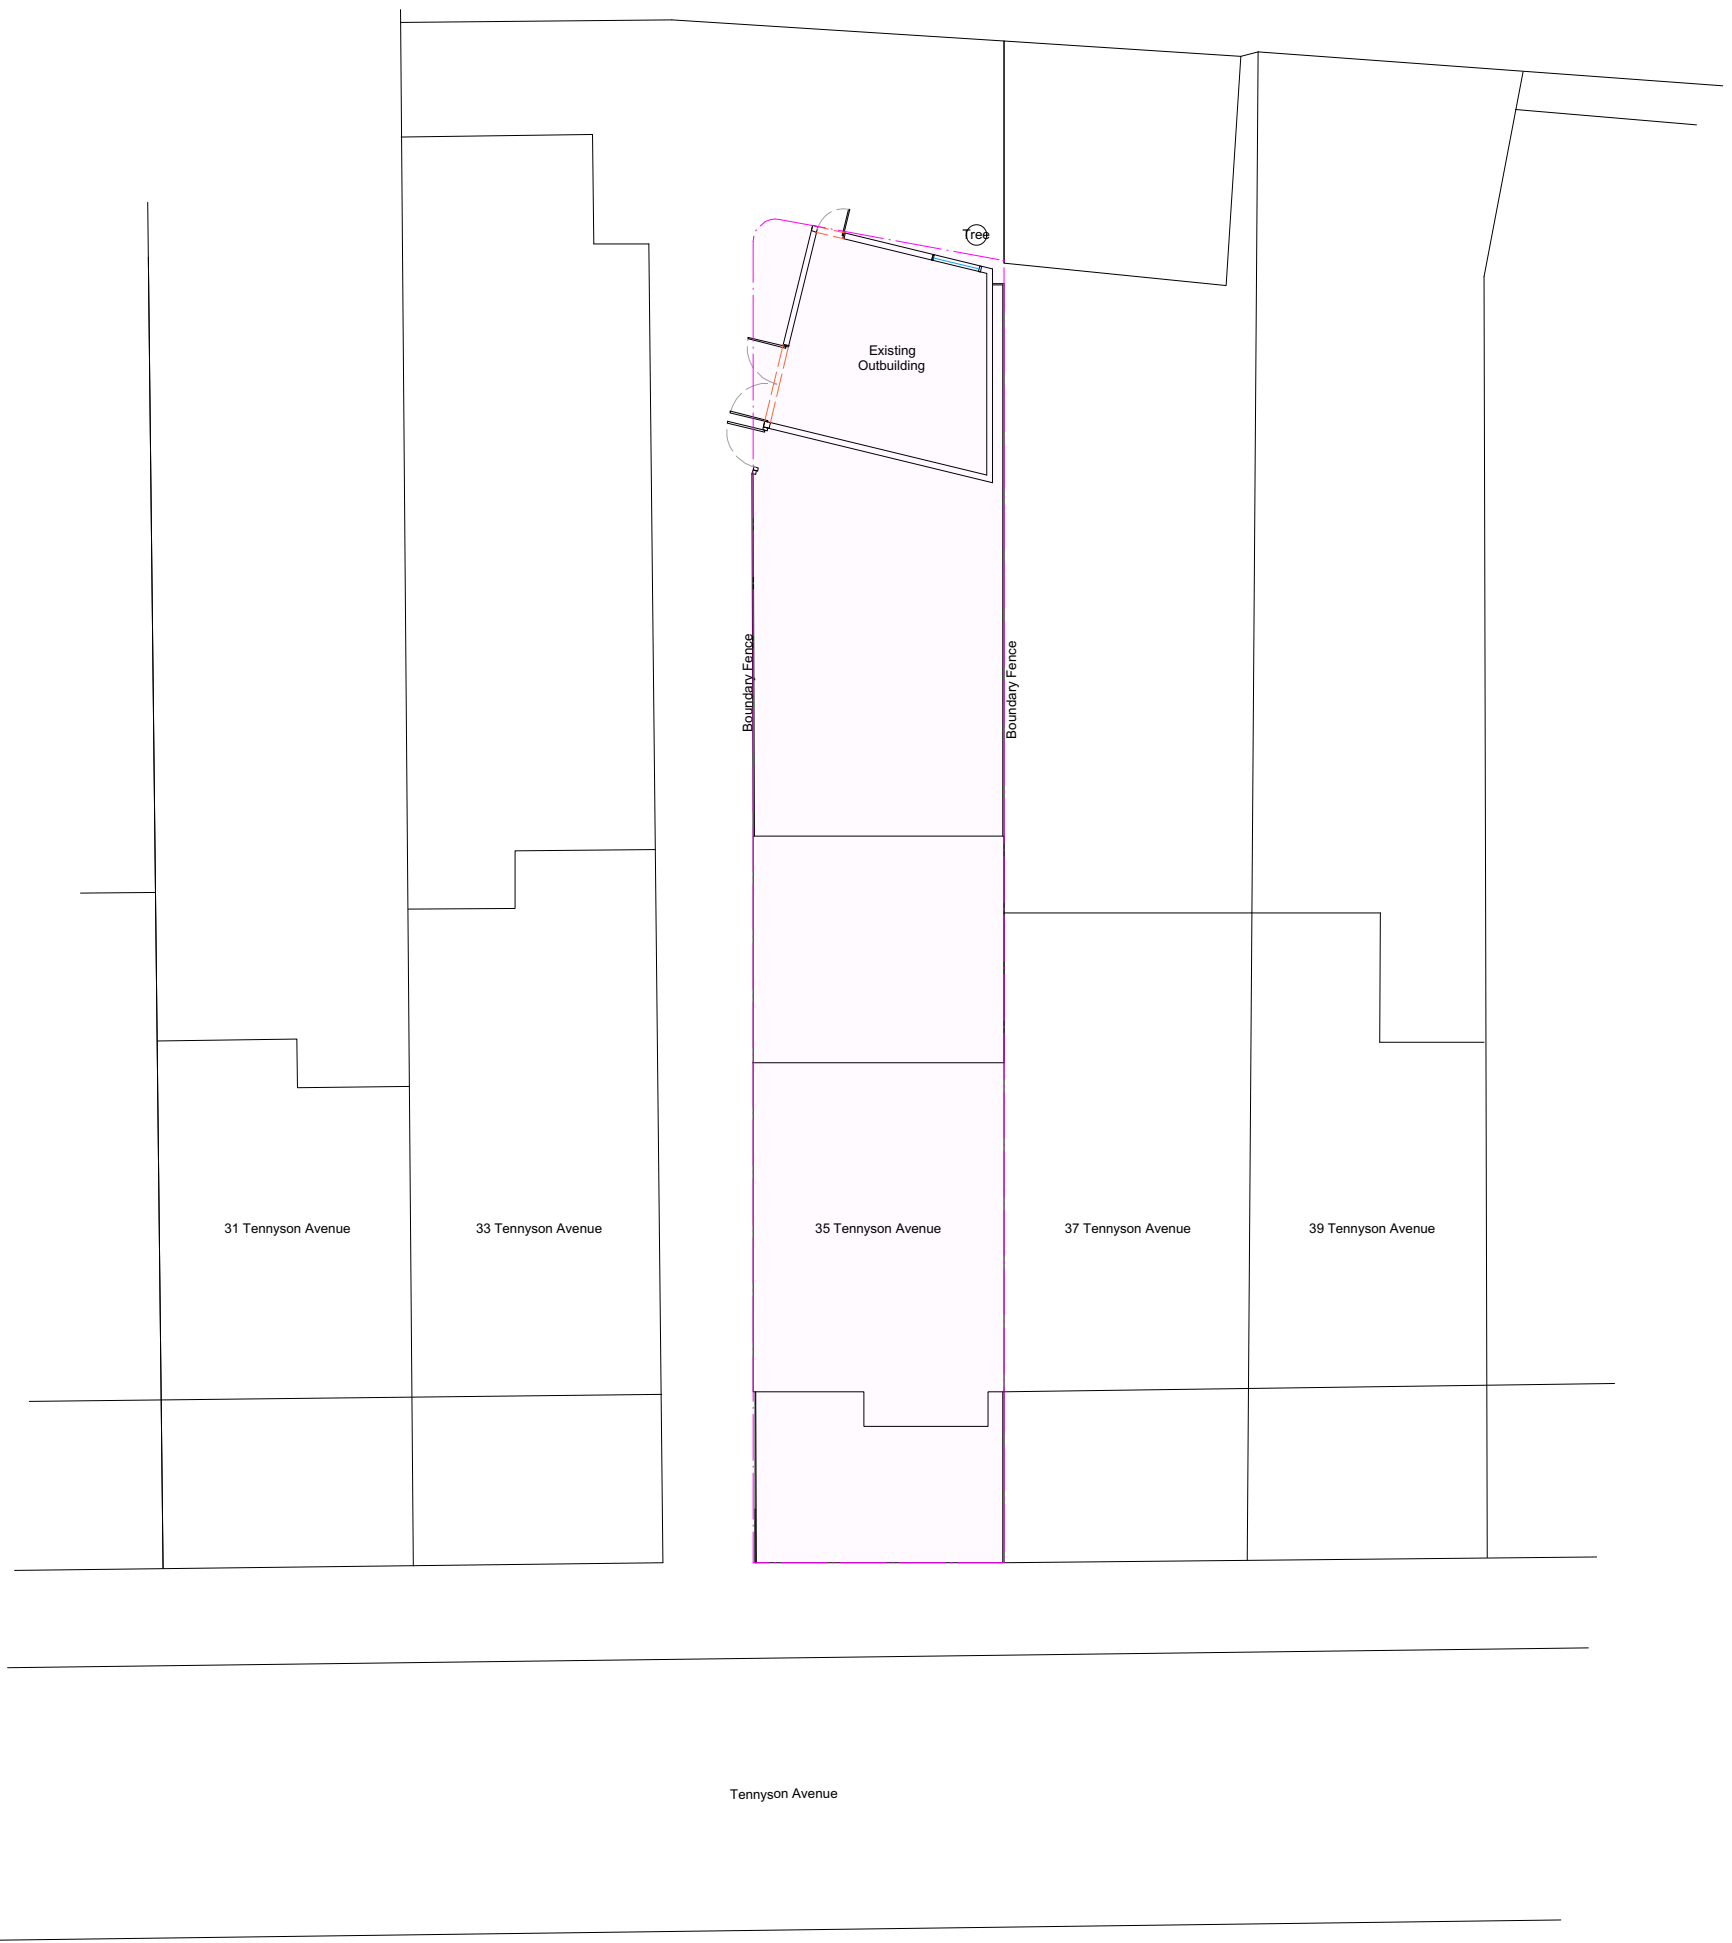 Tree
Existing
Outbuilding
Boundary Fence
Boundary Fence
31 Tennyson Avenue
33 Tennyson Avenue
35 Tennyson Avenue
37 Tennyson Avenue
39 Tennyson Avenue
Tennyson Avenue